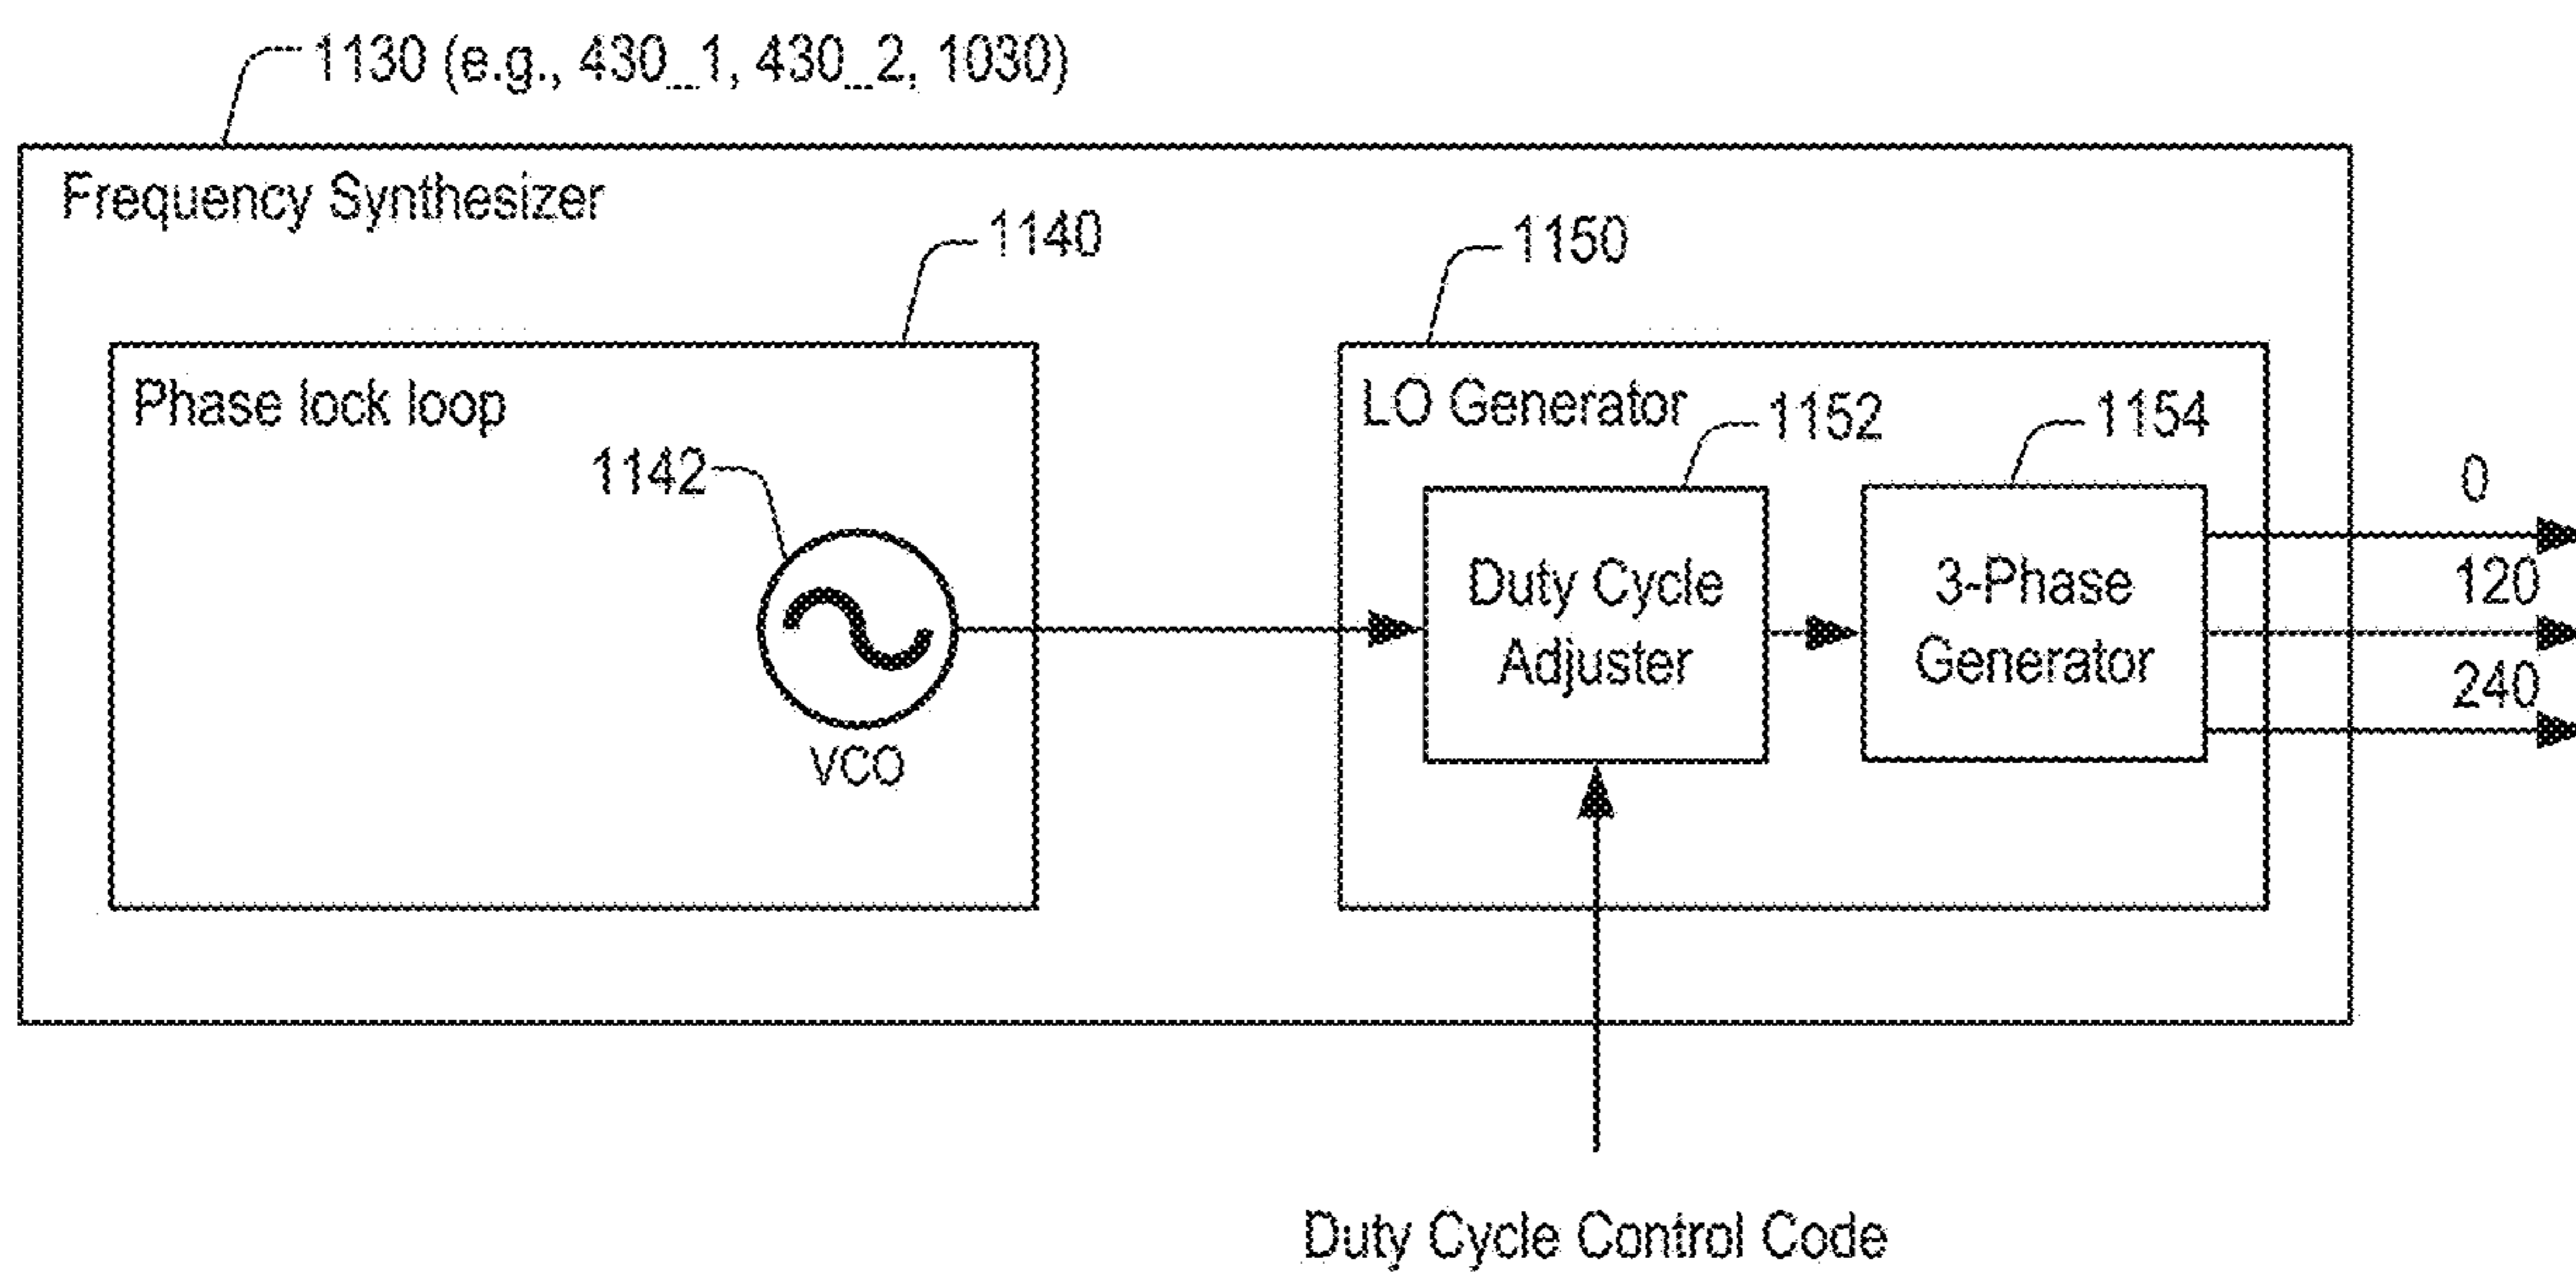 1130 (e.g., 430_1, 430_2, 1030)
Frequency Synthesizer
1140
1150
Phase lock loop
LO Generator
1152
1154
1142
0
Duty Cycle
Adjuster
3-Phase
Generator
120
240
VCO
Duty Cycle Control Code